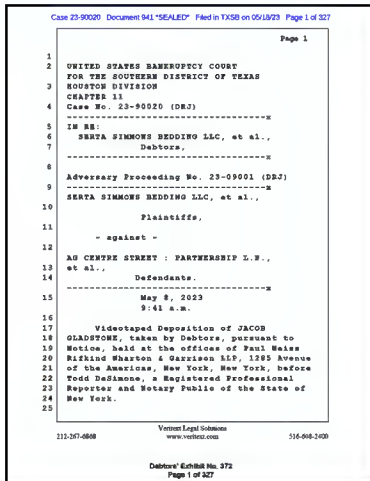 Case 23-90020 Document 941 *SEALED* Filed in TXSB on 05/18/23 Page 1 of 327
Page 1
1
2 UNITED STATES BANKRUPTCY COURT
FOR THE SOUTHERN DISTRICT OF TEXAS
3 HOUSTON DIVISION
CHAPTER 11
4 Case No. 23-90020 (DRJ)
------------------------------------x
5 IN RE:
6 SERTA SIMMONS BEDDING LLC, et al.,
7 Debtors,
------------------------------------x
8
Adversary Proceeding No. 23-09001 (DRJ)
9 ------------------------------------x
SERTA SIMMONS BEDDING LLC, et al.,
10
Plaintiffs,
11
- against -
12
AG CENTRE STREET : PARTNERSHIP L.P.,
13 et al.,
14 Defendants.
------------------------------------x
15 May 8, 2023
9:41 a.m.
16
17 Videotaped Deposition of JACOB
18 GLADSTONE, taken by Debtors, pursuant to
19 Notice, held at the offices of Paul Weiss
20 Rifkind Wharton & Garrison LLP, 1285 Avenue
21 of the Americas, New York, New York, before
22 Todd DeSimone, a Registered Professional
23 Reporter and Notary Public of the State of
24 New York.
25
Veritext Legal Solutions
212-267-6868 www.veritext.com 516-608-2400
Debtors' Exhibit No. 372
Page 1 of 327